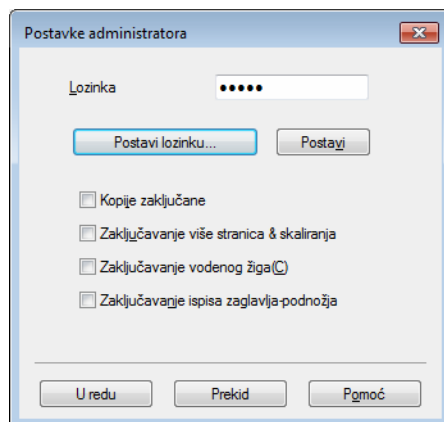 Postavke administratora
Lozinka •••••
Postavi lozinku... Postavi
Kopije zaključane
Zaključavanje više stranica & skaliranja
Zaključavanje vodenog žiga(C)
Zaključavanje ispisa zaglavlja-podnožja
U redu Prekid Pomoć